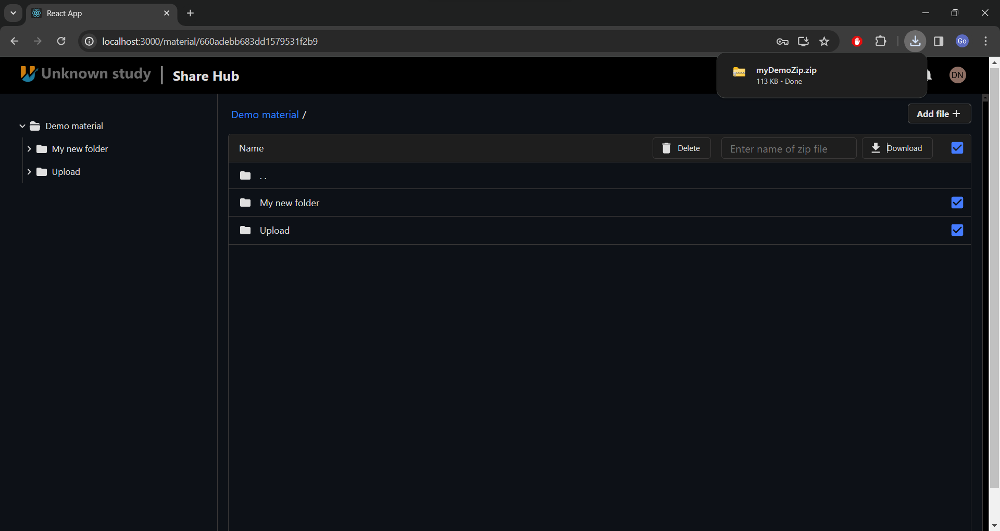 React App
localhost:3000/material/660adebb683dd1579531f2b9
Go
Unknown study | Share Hub
myDemoZip.zip
113 KB • Done
DN
Demo material /
Add file +
Demo material
My new folder
Upload
Name
Delete
Enter name of zip file
Download
..
My new folder
Upload